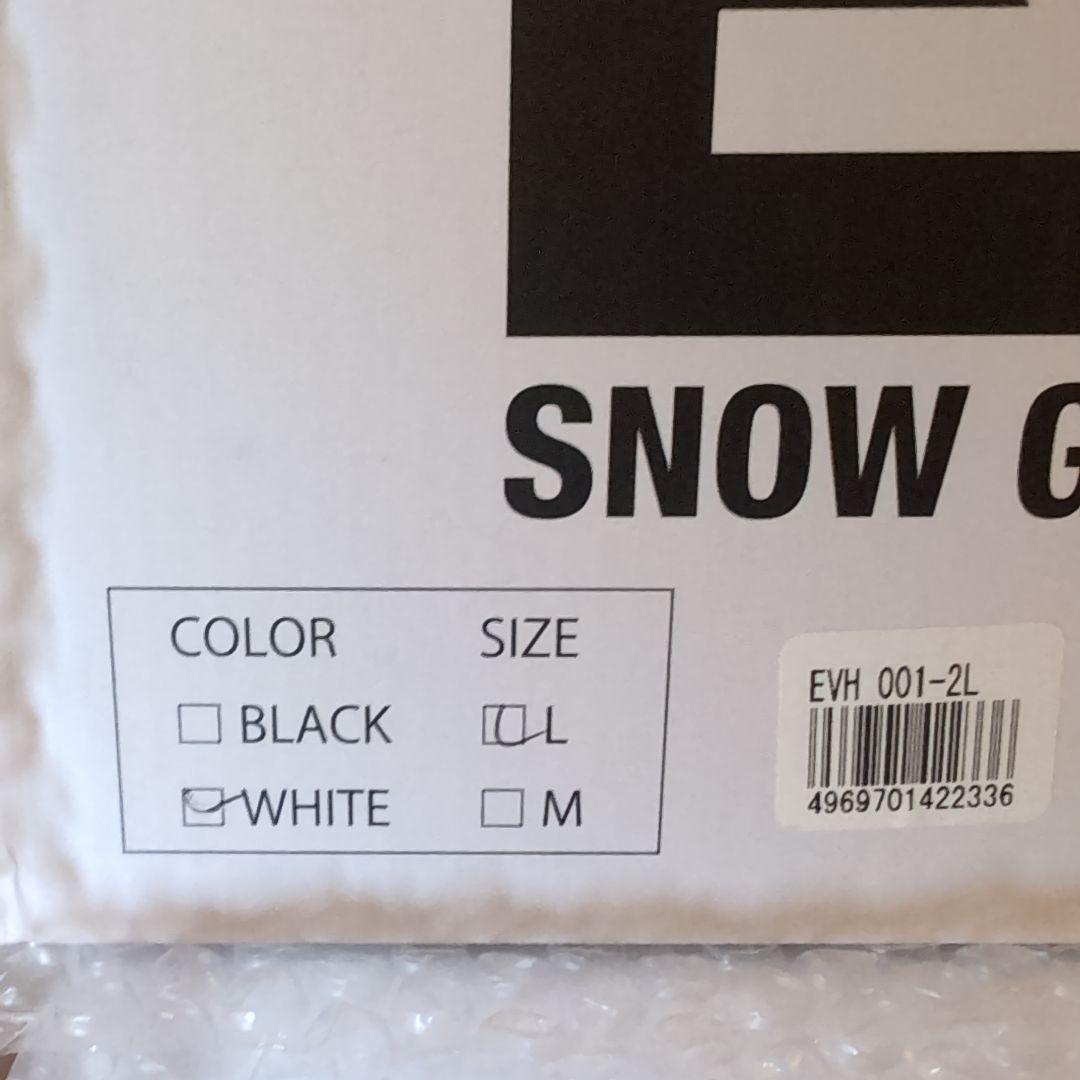 SNOW G
COLOR SIZE
BLACK L
WHITE M
EVH 001-2L
4969701422336